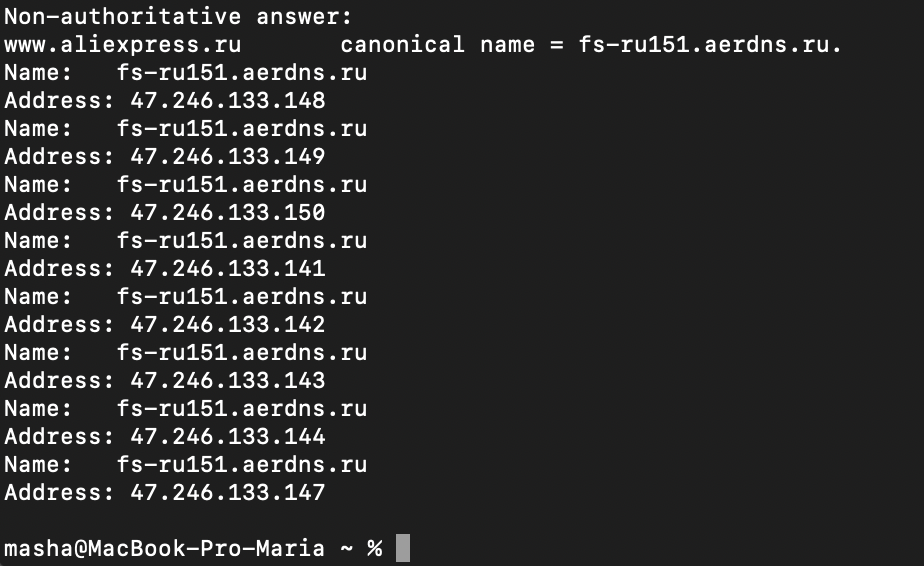 Non-authoritative answer:
www.aliexpress.ru       canonical name = fs-ru151.aerdns.ru.
Name:   fs-ru151.aerdns.ru
Address: 47.246.133.148
Name:   fs-ru151.aerdns.ru
Address: 47.246.133.149
Name:   fs-ru151.aerdns.ru
Address: 47.246.133.150
Name:   fs-ru151.aerdns.ru
Address: 47.246.133.141
Name:   fs-ru151.aerdns.ru
Address: 47.246.133.142
Name:   fs-ru151.aerdns.ru
Address: 47.246.133.143
Name:   fs-ru151.aerdns.ru
Address: 47.246.133.144
Name:   fs-ru151.aerdns.ru
Address: 47.246.133.147
masha@MacBook-Pro-Maria ~ %